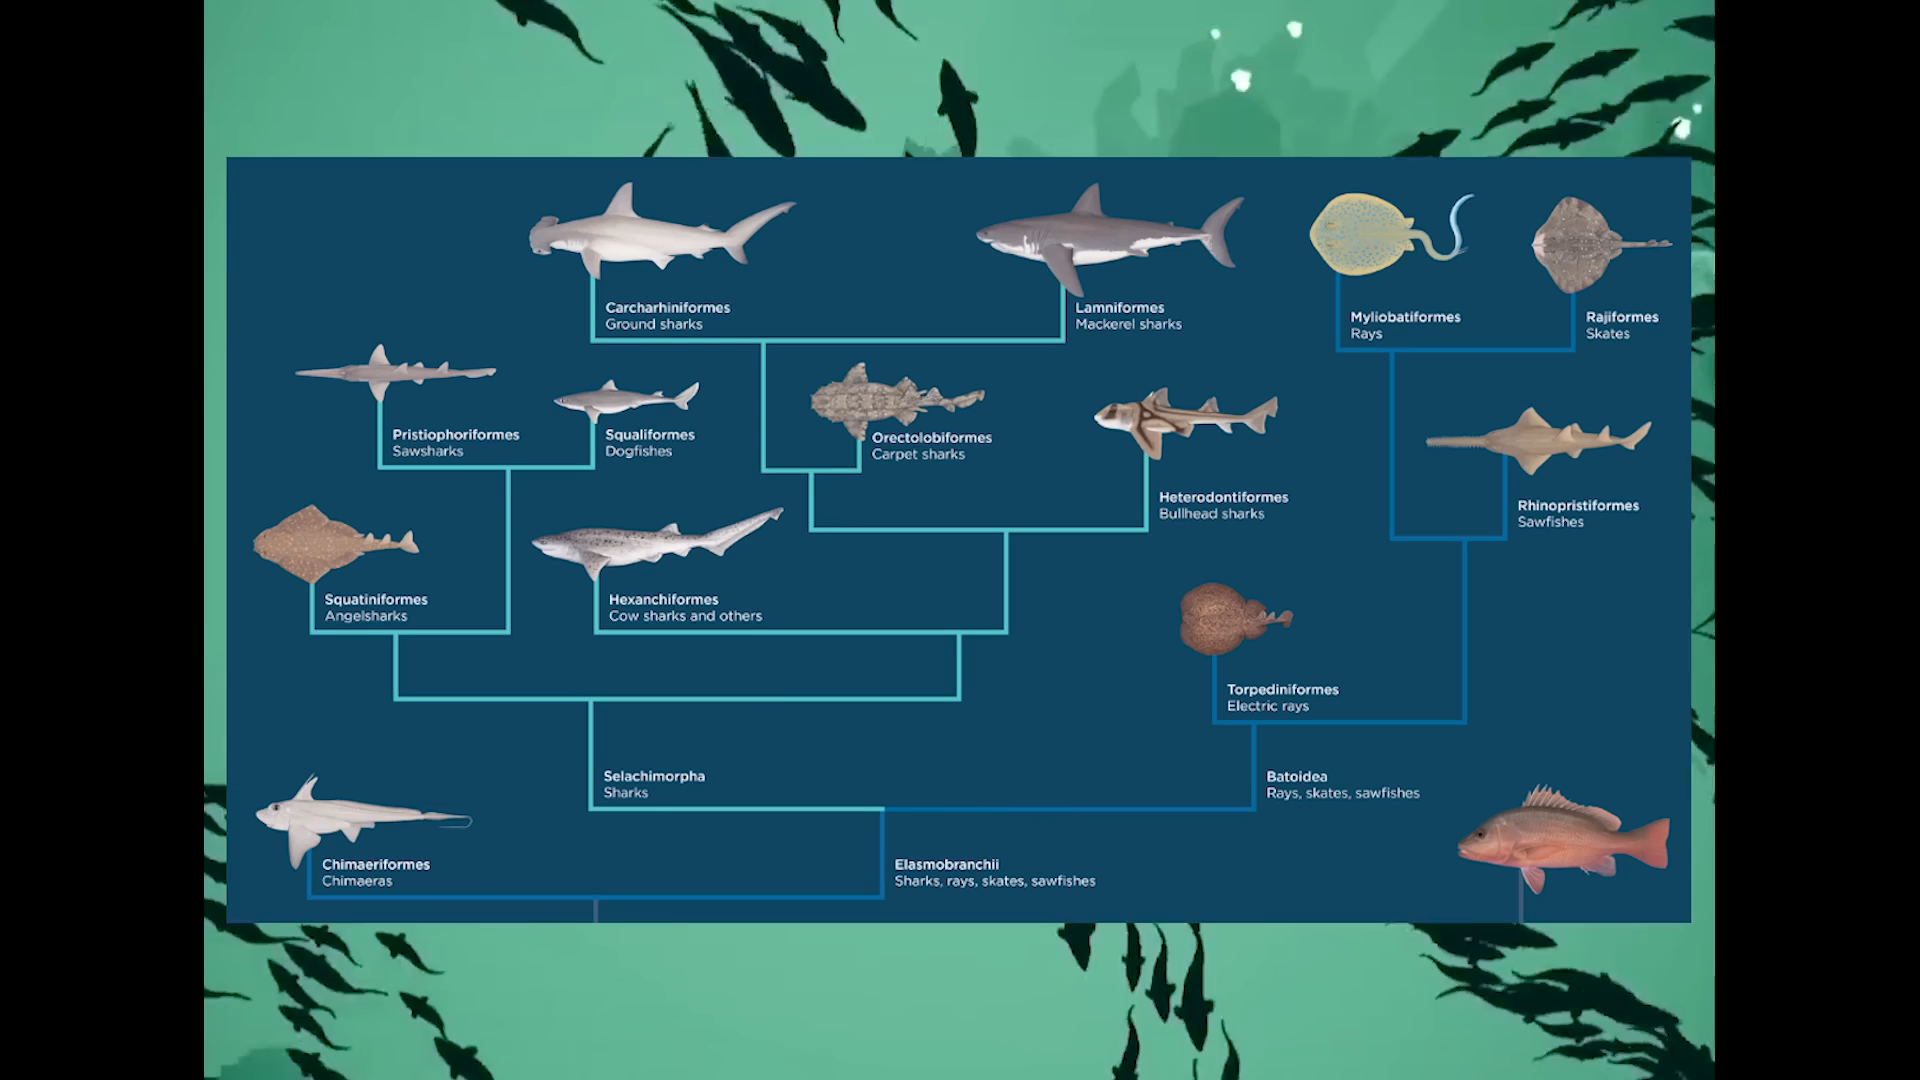 Carcharhiniformes
Ground sharks
Lamniformes
Mackerel sharks
Myliobatiformes
Rays
Rajiformes
Skates
Pristiophoriformes
Sawsharks
Squaliformes
Dogfishes
Orectolobiformes
Carpet sharks
Heterodontiformes
Bullhead sharks
Rhinopristiformes
Sawfishes
Squatiniformes
Angelsharks
Hexanchiformes
Cow sharks and others
Torpediniformes
Electric rays
Selachimorpha
Sharks
Batoidea
Rays, skates, sawfishes
Chimaeriformes
Chimaeras
Elasmobranchii
Sharks, rays, skates, sawfishes